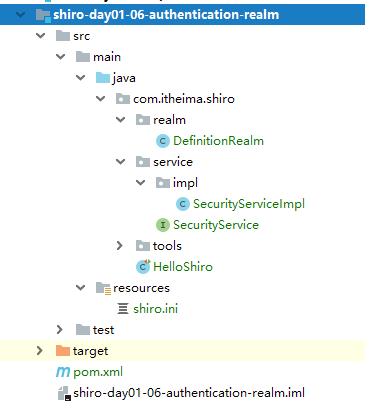 shiro-day01-06-authentication-realm
src
main
java
com.itheima.shiro
realm
DefinitionRealm
service
impl
SecurityServiceImpl
SecurityService
tools
HelloShiro
resources
shiro.ini
test
target
pom.xml
shiro-day01-06-authentication-realm.iml